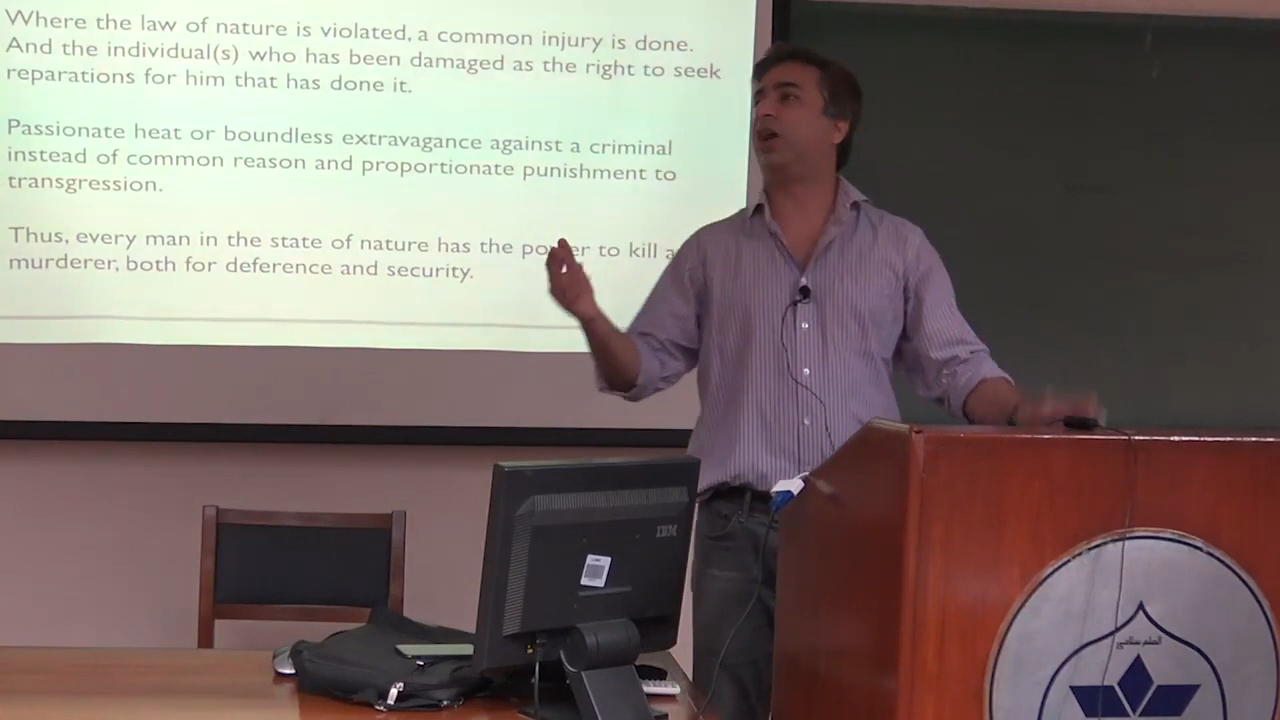 Where the law of nature is violated, a common injury is done.
And the individual(s) who has been damaged as the right to seek
reparations for him that has done it.
Passionate heat or boundless extravagance against a criminal
instead of common reason and proportionate punishment to
transgression.
Thus, every man in the state of nature has the power to kill a
murderer, both for deference and security.
IBM